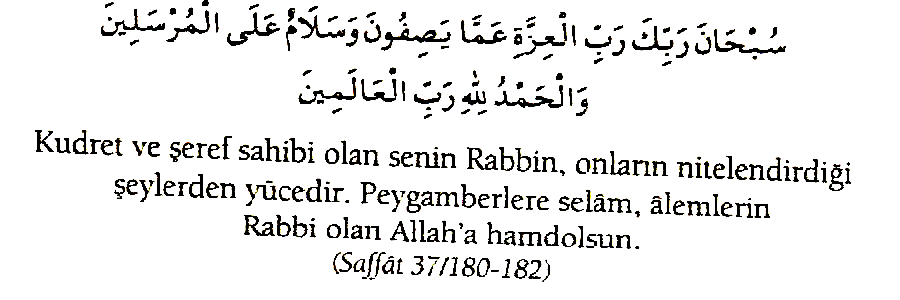 سُبْحَانَ رَبِّكَ رَبِّ الْعِزَّةِ عَمَّا يَصِفُونَ وَسَلَامٌ عَلَى الْمُرْسَلِينَ
وَالْحَمْدُ لِلهِ رَبِّ الْعَالَمِينَ
Kudret ve şeref sahibi olan senin Rabbin, onların nitelendirdiği
şeylerden yücedir. Peygamberlere selâm, âlemlerin
Rabbi olan Allah'a hamdolsun.
(Saffât 37/180-182)